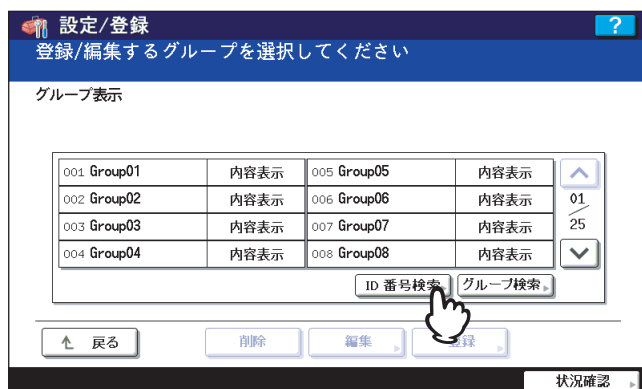 設定/登録 ?
登録/編集するグループを選択してください
グループ表示
001 Group01 内容表示 005 Group05 内容表示
002 Group02 内容表示 006 Group06 内容表示 01
003 Group03 内容表示 007 Group07 内容表示 25
004 Group04 内容表示 008 Group08 内容表示
ID 番号検索 グループ検索
戻る 削除 編集 登録
状況確認